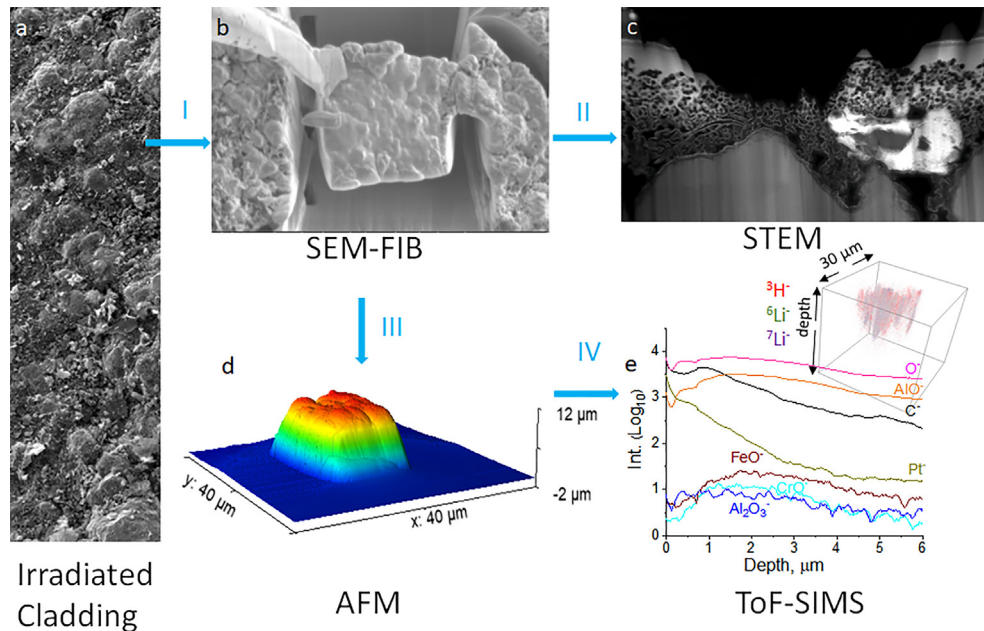 a
I
b
SEM-FIB
II
c
STEM
III
d
y: 40 µm
x: 40 µm
12 µm
-2 µm
IV
30 µm
depth
³H⁻
⁶Li⁻
⁷Li⁻
e
Int. (Log₁₀)
4
3
2
1
0
O⁻
AlO⁻
C⁻
Pt⁻
FeO⁻
CrO⁻
Al₂O₃⁻
0 1 2 3 4 5 6
Depth, µm
Irradiated
Cladding
AFM
ToF-SIMS